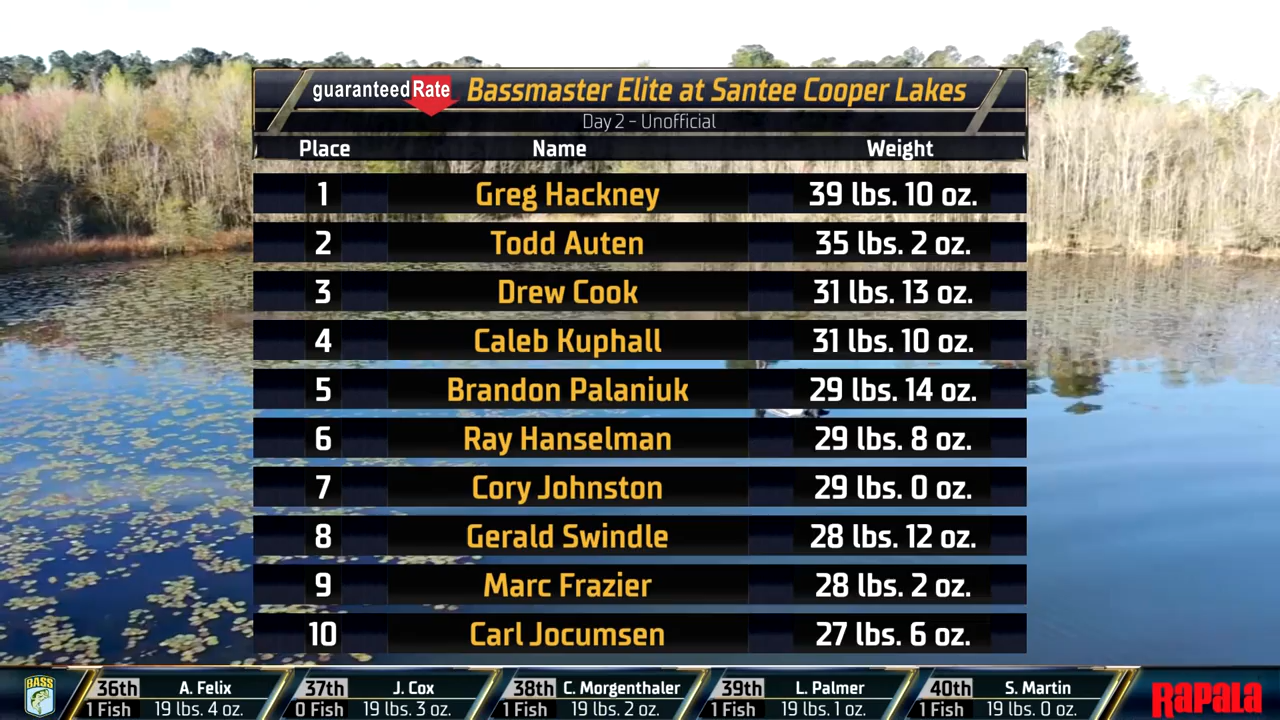 guaranteed Rate Bassmaster Elite at Santee Cooper Lakes
Day 2 - Unofficial
Place Name Weight
1 Greg Hackney 39 lbs. 10 oz.
2 Todd Auten 35 lbs. 2 oz.
3 Drew Cook 31 lbs. 13 oz.
4 Caleb Kuphall 31 lbs. 10 oz.
5 Brandon Palaniuk 29 lbs. 14 oz.
6 Ray Hanselman 29 lbs. 8 oz.
7 Cory Johnston 29 lbs. 0 oz.
8 Gerald Swindle 28 lbs. 12 oz.
9 Marc Frazier 28 lbs. 2 oz.
10 Carl Jocumsen 27 lbs. 6 oz.
BASS
36th A. Felix
1 Fish 19 lbs. 4 oz.
37th J. Cox
0 Fish 19 lbs. 3 oz.
38th C. Morgenthaler
1 Fish 19 lbs. 2 oz.
39th L. Palmer
1 Fish 19 lbs. 1 oz.
40th S. Martin
1 Fish 19 lbs. 0 oz.
RAPALA